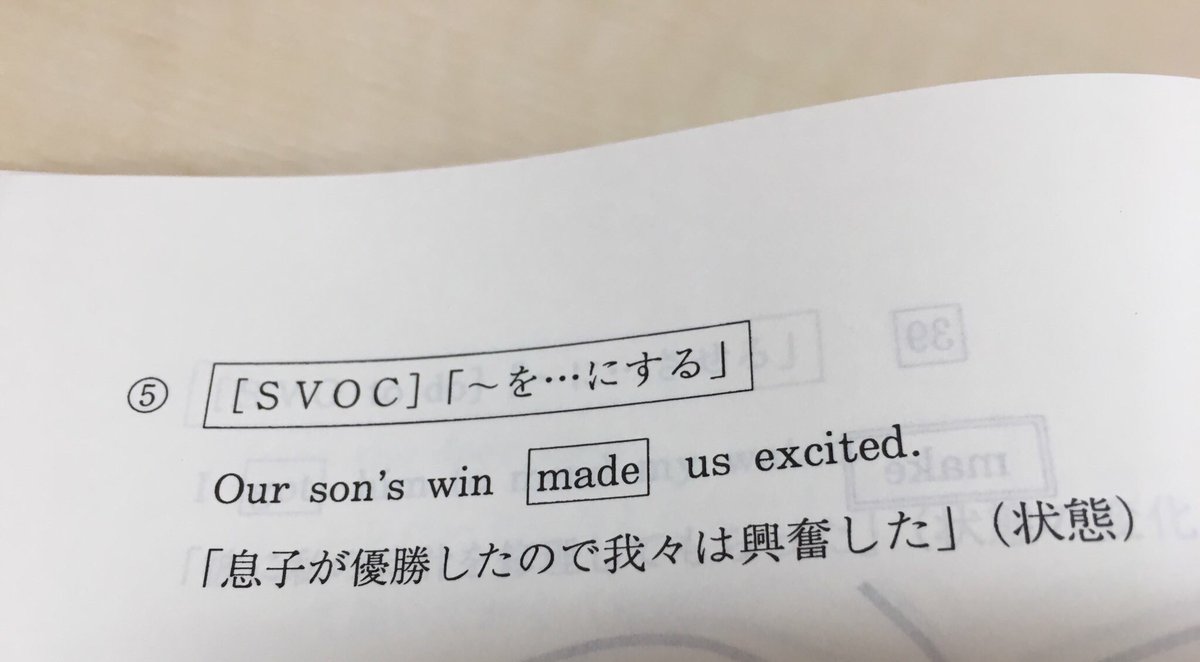 ⑤ [SVOC]「~を…にする」
Our son's win made us excited.
「息子が優勝したので我々は興奮した」(状態)